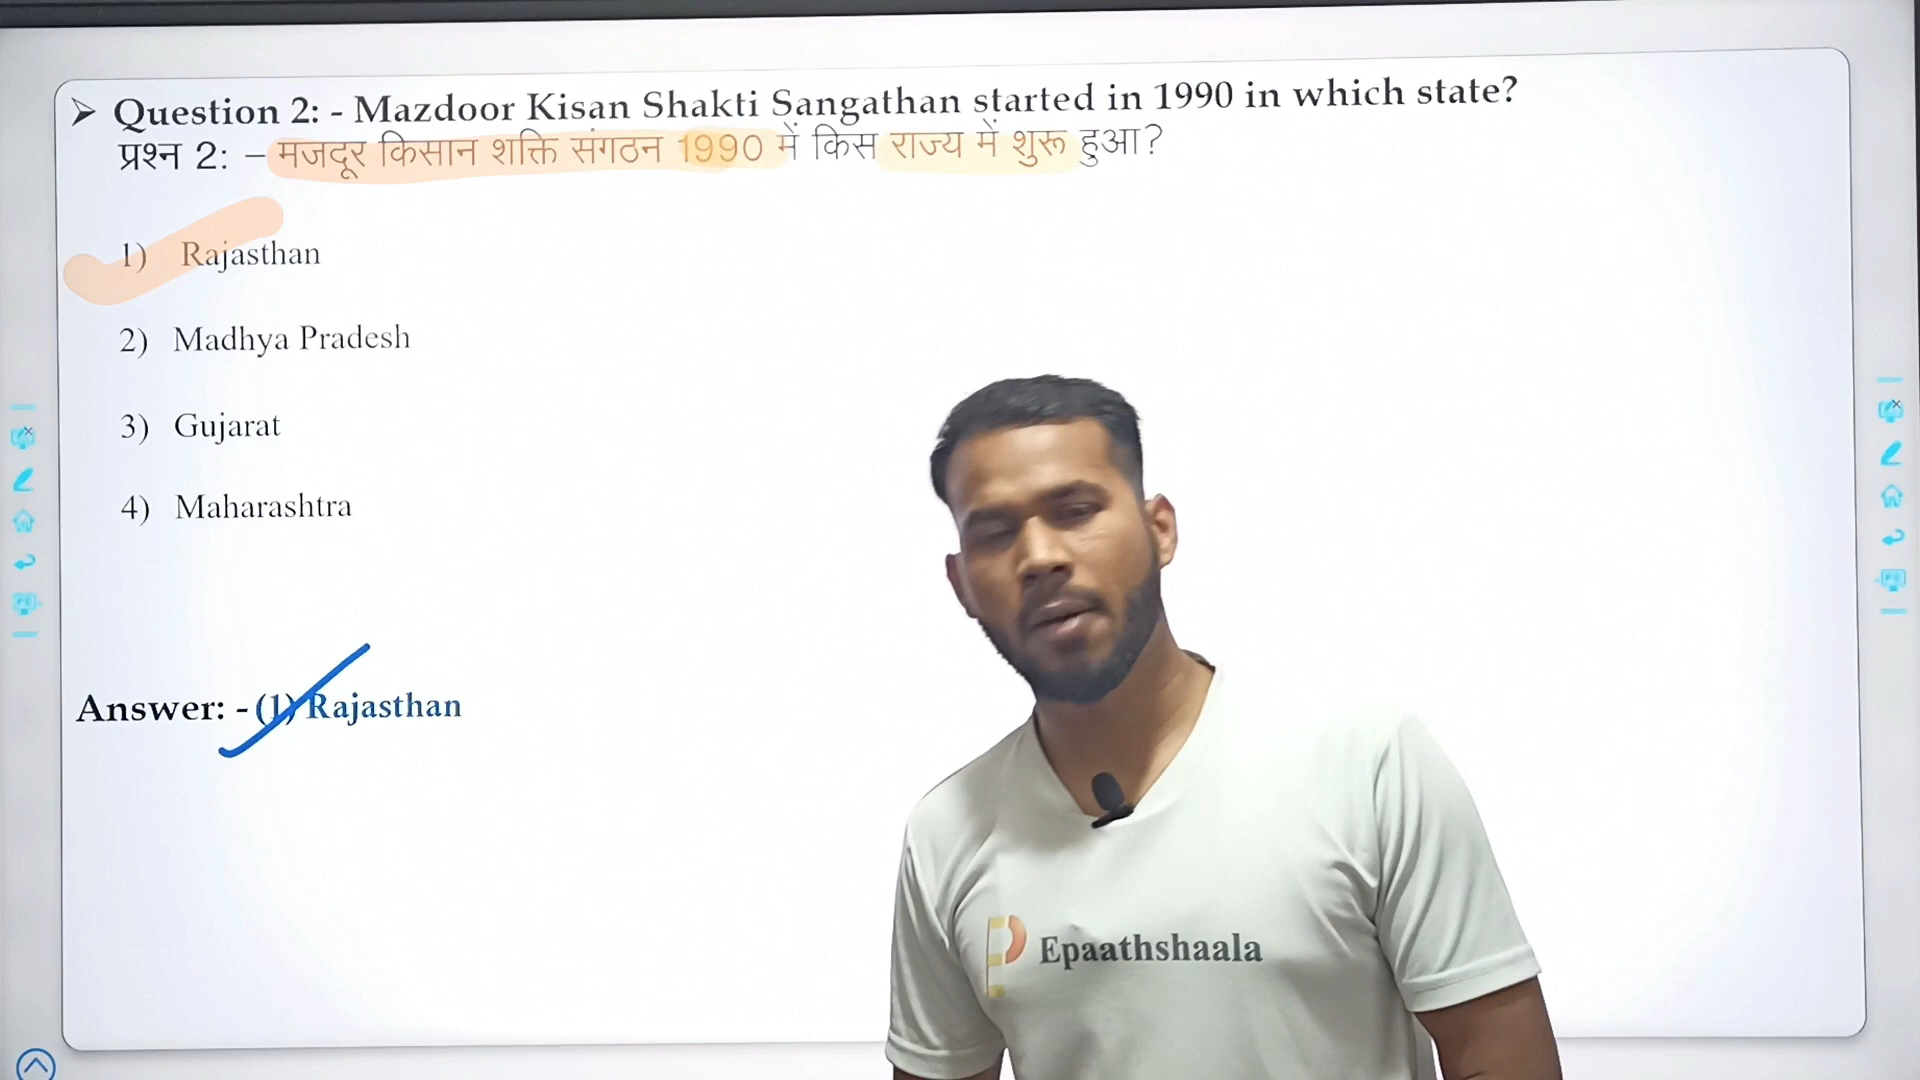 ➢ Question 2: - Mazdoor Kisan Shakti Sangathan started in 1990 in which state?
प्रश्न 2: – मजदूर किसान शक्ति संगठन 1990 में किस राज्य में शुरू हुआ?
1) Rajasthan
2) Madhya Pradesh
3) Gujarat
4) Maharashtra
Answer: - (1) Rajasthan
Epaathshaala